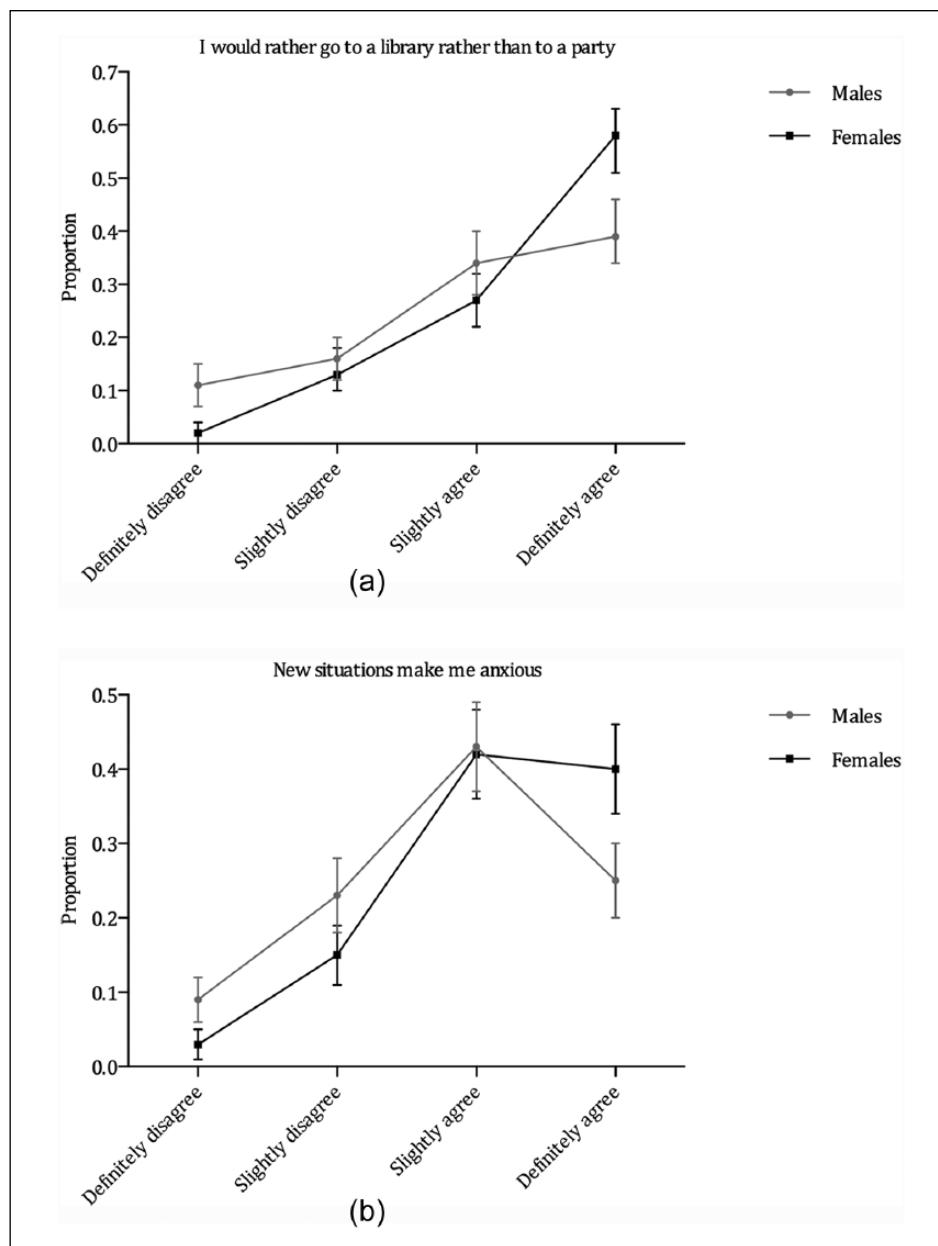 I would rather go to a library rather than to a party
0.7
0.6
0.5
0.4
0.3
0.2
0.1
0.0
Proportion
Males
Females
Definitely disagree
Slightly disagree
Slightly agree
Definitely agree
(a)
New situations make me anxious
0.5
0.4
0.3
0.2
0.1
0.0
Proportion
Males
Females
Definitely disagree
Slightly disagree
Slightly agree
Definitely agree
(b)